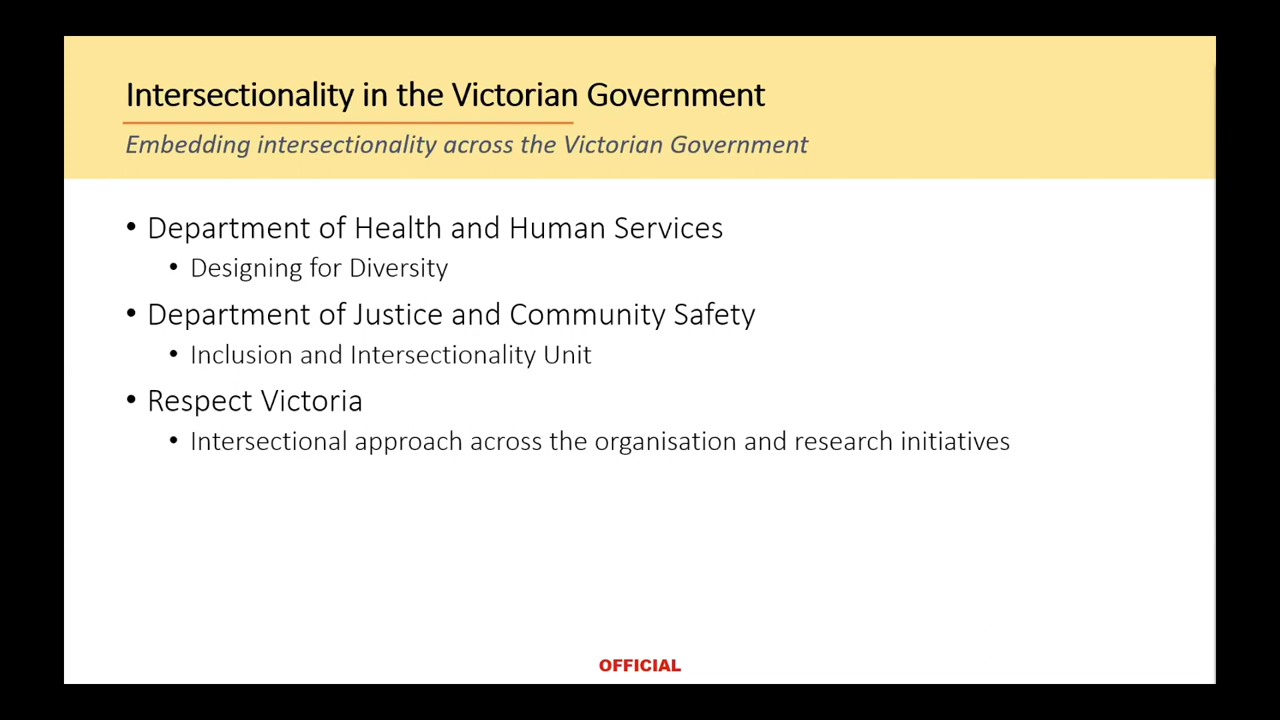 Intersectionality in the Victorian Government
Embedding intersectionality across the Victorian Government
• Department of Health and Human Services
• Designing for Diversity
• Department of Justice and Community Safety
• Inclusion and Intersectionality Unit
• Respect Victoria
• Intersectional approach across the organisation and research initiatives
OFFICIAL